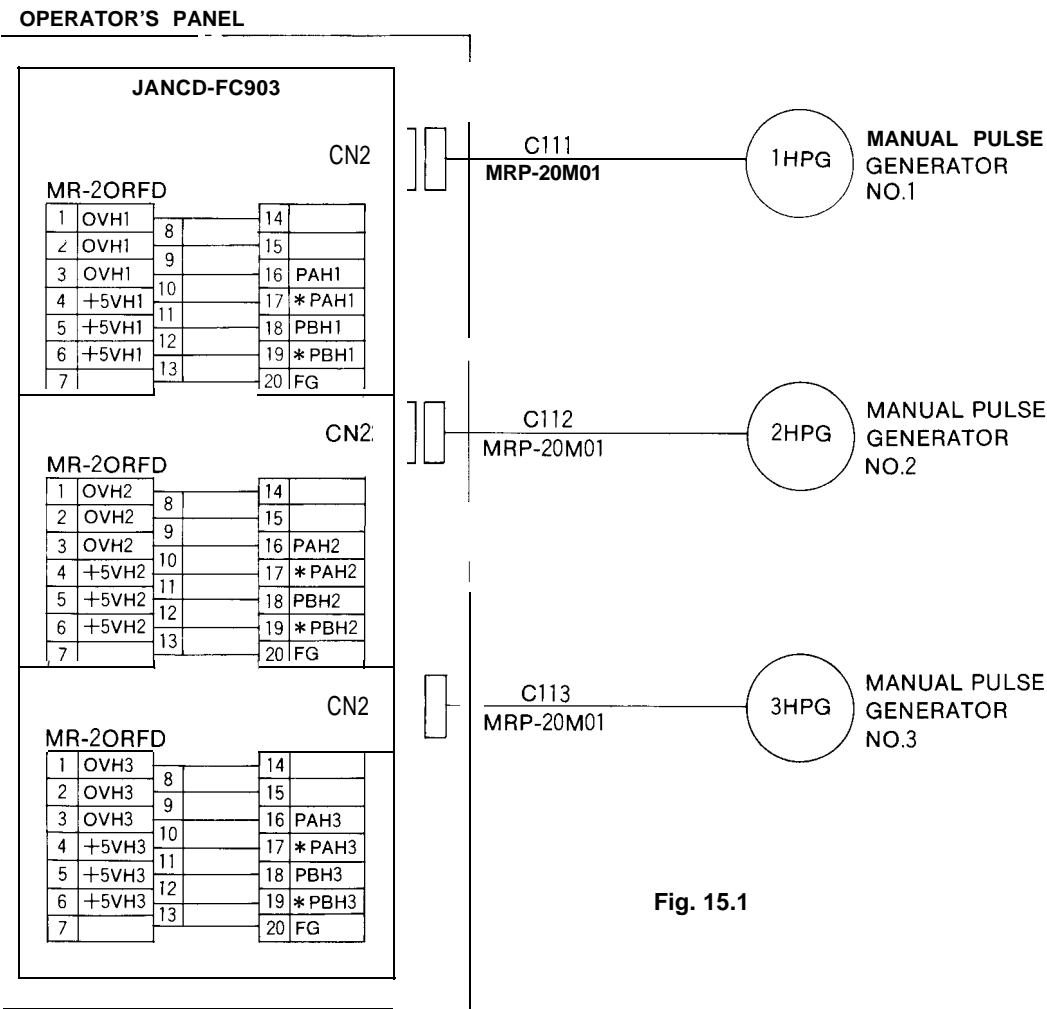 OPERATOR'S PANEL
JANCD-FC903
CN2
C111
MRP-20M01
1HPG
MANUAL PULSE
GENERATOR
NO.1
MR-2ORFD
1 OVH1 14
8
2 OVH1 15
9
3 OVH1 16 PAH1
10
4 +5VH1 17 *PAH1
11
5 +5VH1 18 PBH1
12
6 +5VH1 19 *PBH1
13
7 20 FG
CN2
C112
MRP-20M01
2HPG
MANUAL PULSE
GENERATOR
NO.2
MR-2ORFD
1 OVH2 14
8
2 OVH2 15
9
3 OVH2 16 PAH2
10
4 +5VH2 17 *PAH2
11
5 +5VH2 18 PBH2
12
6 +5VH2 19 *PBH2
13
7 20 FG
CN2
C113
MRP-20M01
3HPG
MANUAL PULSE
GENERATOR
NO.3
MR-2ORFD
1 OVH3 14
8
2 OVH3 15
9
3 OVH3 16 PAH3
10
4 +5VH3 17 *PAH3
11
5 +5VH3 18 PBH3
12
6 +5VH3 19 *PBH3
13
7 20 FG
Fig. 15.1